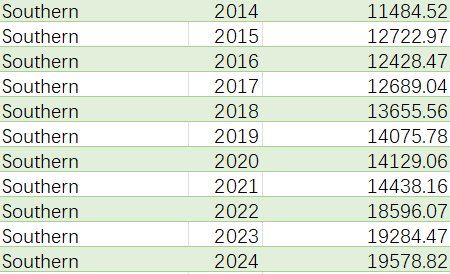 Southern 2014 11484.52
Southern 2015 12722.97
Southern 2016 12428.47
Southern 2017 12689.04
Southern 2018 13655.56
Southern 2019 14075.78
Southern 2020 14129.06
Southern 2021 14438.16
Southern 2022 18596.07
Southern 2023 19284.47
Southern 2024 19578.82